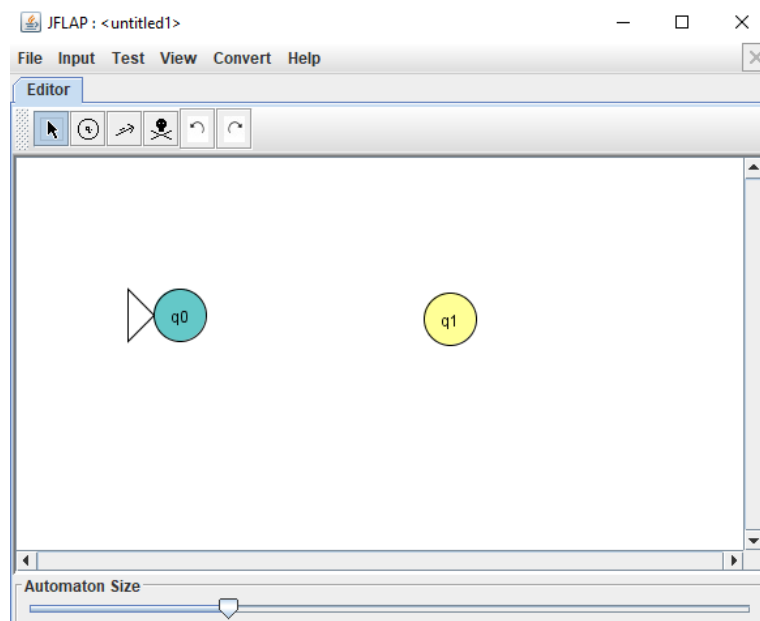 JFLAP : <untitled1>
File Input Test View Convert Help
Editor
q
q0
q1
Automaton Size